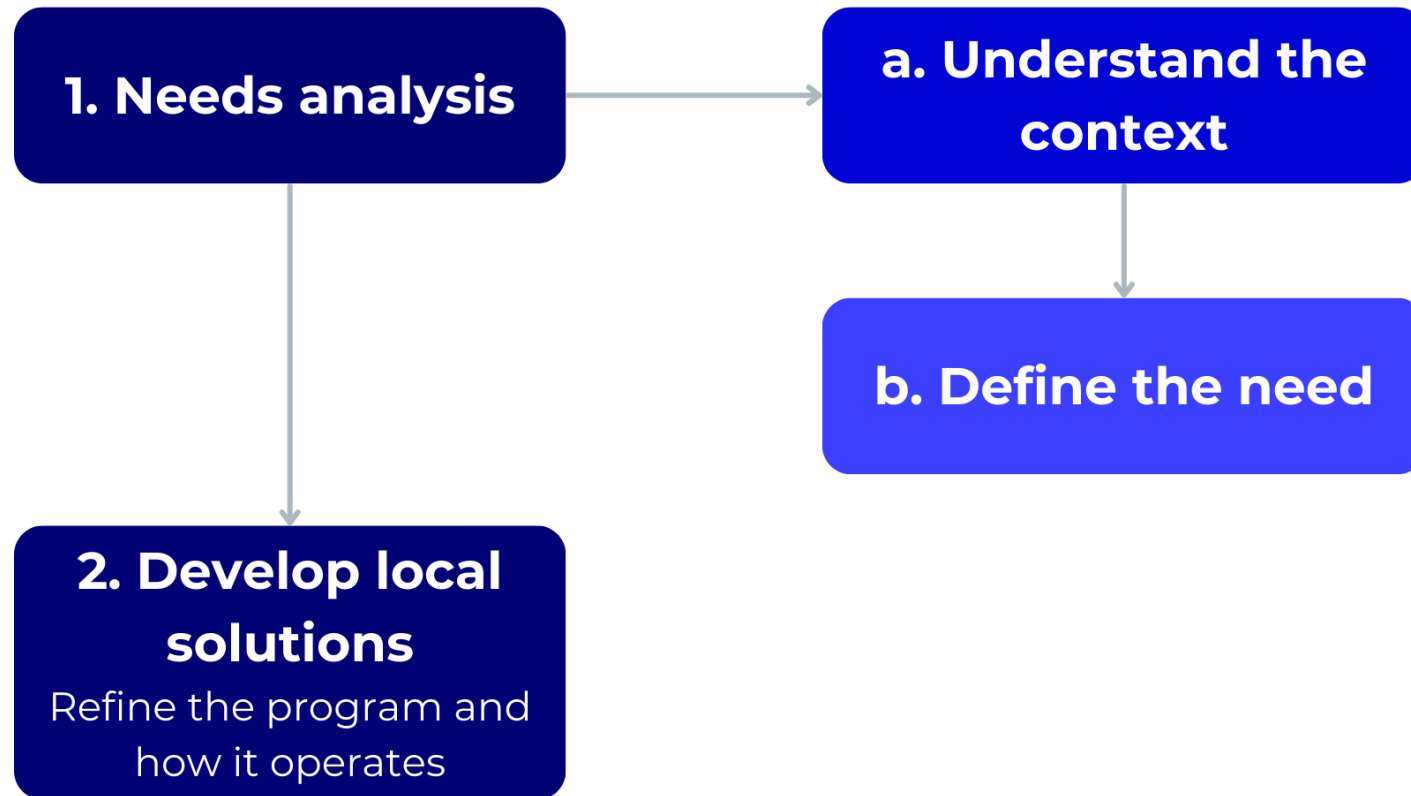 1. Needs analysis
a. Understand the
context
b. Define the need
2. Develop local
solutions
Refine the program and
how it operates